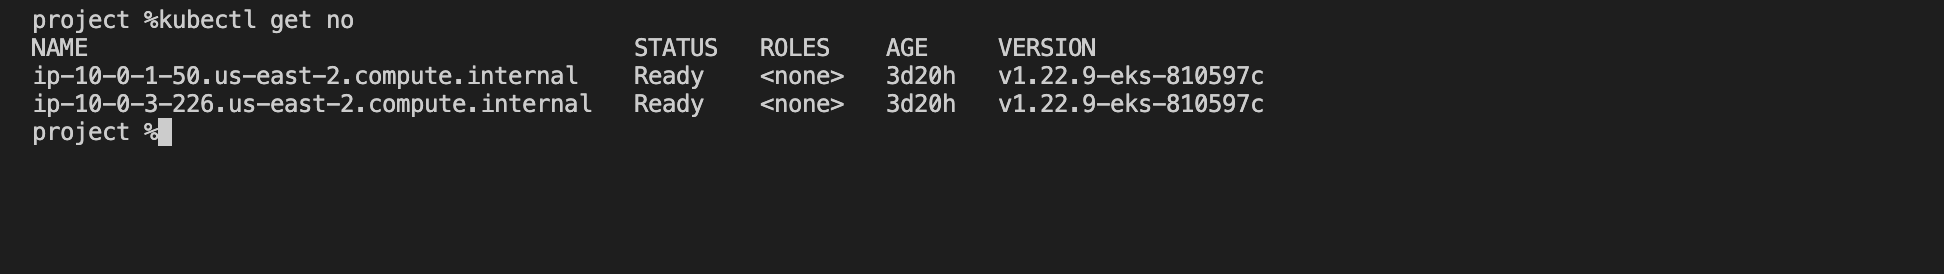 project %kubectl get no
NAME STATUS ROLES AGE VERSION
ip-10-0-1-50.us-east-2.compute.internal Ready <none> 3d20h v1.22.9-eks-810597c
ip-10-0-3-226.us-east-2.compute.internal Ready <none> 3d20h v1.22.9-eks-810597c
project %